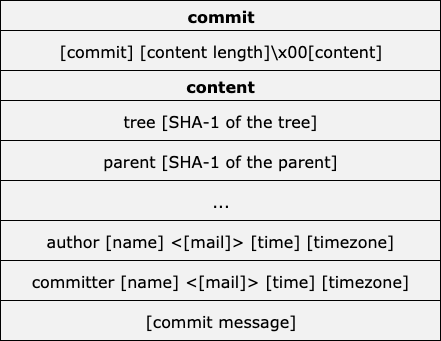 commit
[commit] [content length]\x00[content]
content
tree [SHA-1 of the tree]
parent [SHA-1 of the parent]
...
author [name] <[mail]> [time] [timezone]
committer [name] <[mail]> [time] [timezone]
[commit message]